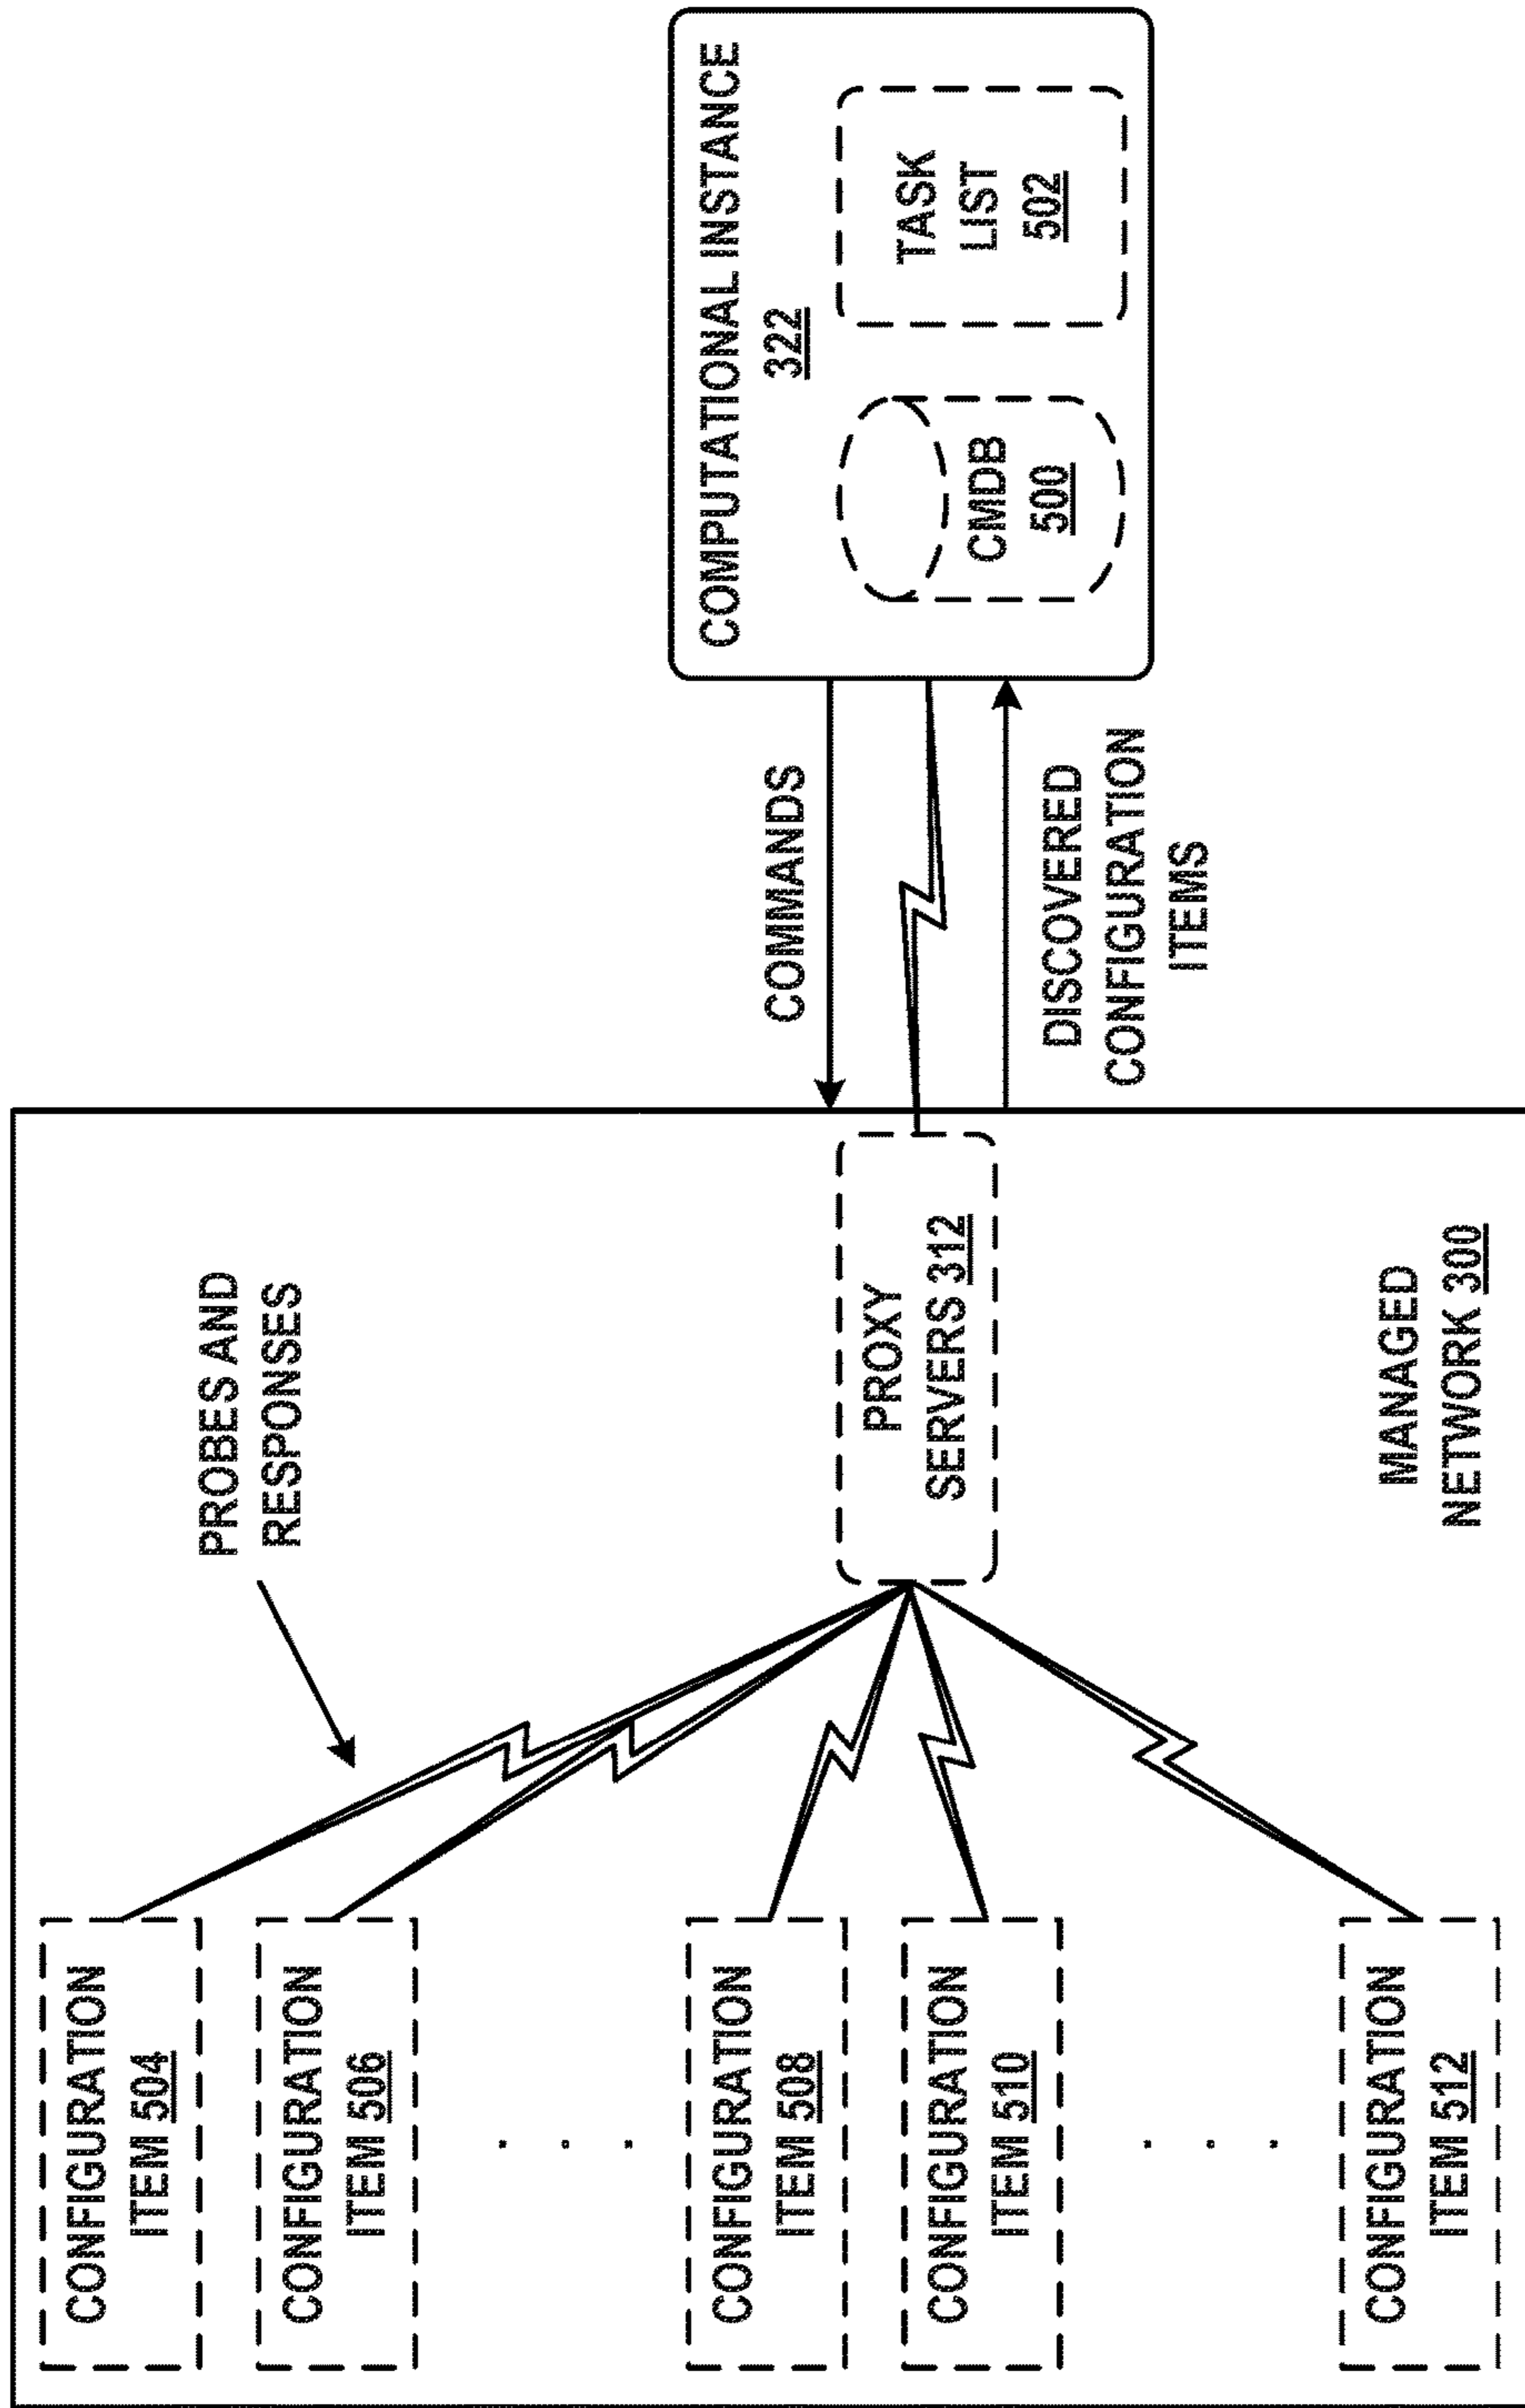 CONFIGURATION
ITEM 504
CONFIGURATION
ITEM 506
. . .
CONFIGURATION
ITEM 508
CONFIGURATION
ITEM 510
. . .
CONFIGURATION
ITEM 512
PROBES AND
RESPONSES
PROXY
SERVERS 312
MANAGED
NETWORK 300
COMMANDS
DISCOVERED
CONFIGURATION
ITEMS
COMPUTATIONAL INSTANCE
322
CMDB
500
TASK
LIST
502